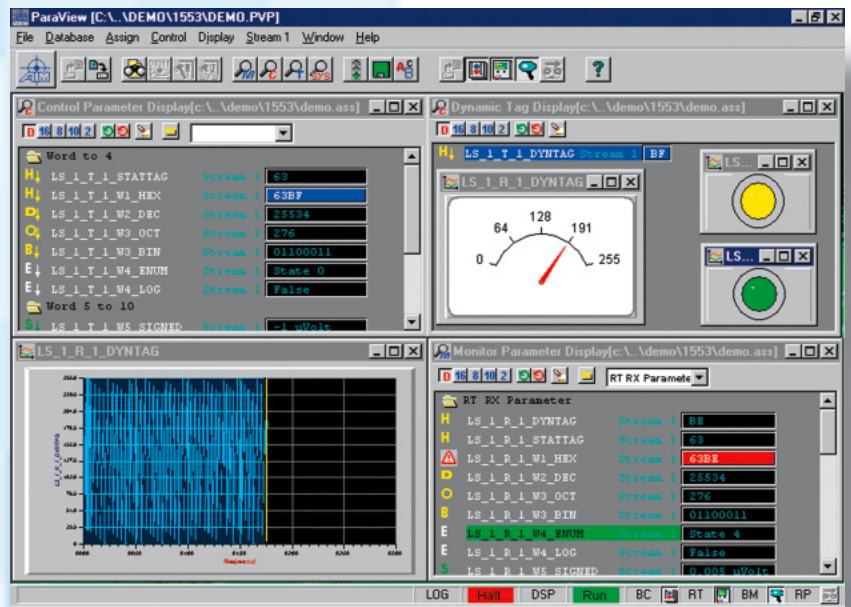 ParaView [C:\..\DEMO\1553\DEMO.PVP]
File Database Assign Control Display Stream 1 Window Help
AIM
Control Parameter Display[c:\..\demo\1553\demo.ass]
D 16 8 10 2
Word to 4
H LS_1_T_1_STATTAG Stream 1 63
H LS_1_T_1_W1_HEX Stream 1 63BF
D LS_1_T_1_W2_DEC Stream 1 25534
O LS_1_T_1_W3_OCT Stream 1 276
B LS_1_T_1_W3_BIN Stream 1 01100011
E LS_1_T_1_W4_ENUM Stream 1 State 0
E LS_1_T_1_W4_LOG Stream 1 False
Word 5 to 10
S LS_1_T_1_W5_SIGNED Stream 1 -1 uVolt
Dynamic Tag Display[c:\..\demo\1553\demo.ass]
D 16 8 10 2
H LS_1_T_1_DYNTAG Stream 1 BF
LS_1_R_1_DYNTAG
0 64 128 191 255
LS...
LS...
LS_1_R_1_DYNTAG
LS_1_R_1_DYNTAG
Monitor Parameter Display[c:\..\demo\1553\demo.ass]
D 16 8 10 2 RT RX Paramete
RT RX Parameter
H LS_1_R_1_DYNTAG Stream 1 BE
H LS_1_R_1_STATTAG Stream 1 63
LS_1_R_1_W1_HEX Stream 1 63BE
D LS_1_R_1_W2_DEC Stream 1 25534
O LS_1_R_1_W3_OCT Stream 1 276
B LS_1_R_1_W3_BIN Stream 1 01100011
E LS_1_R_1_W4_ENUM State 4
E LS_1_R_1_W4_LOG Stream 1 False
S LS_1_R_1_W5_SIGNED Stream 1 0.005 uVolt
LOG Halt DSP Run BC RT BM RP